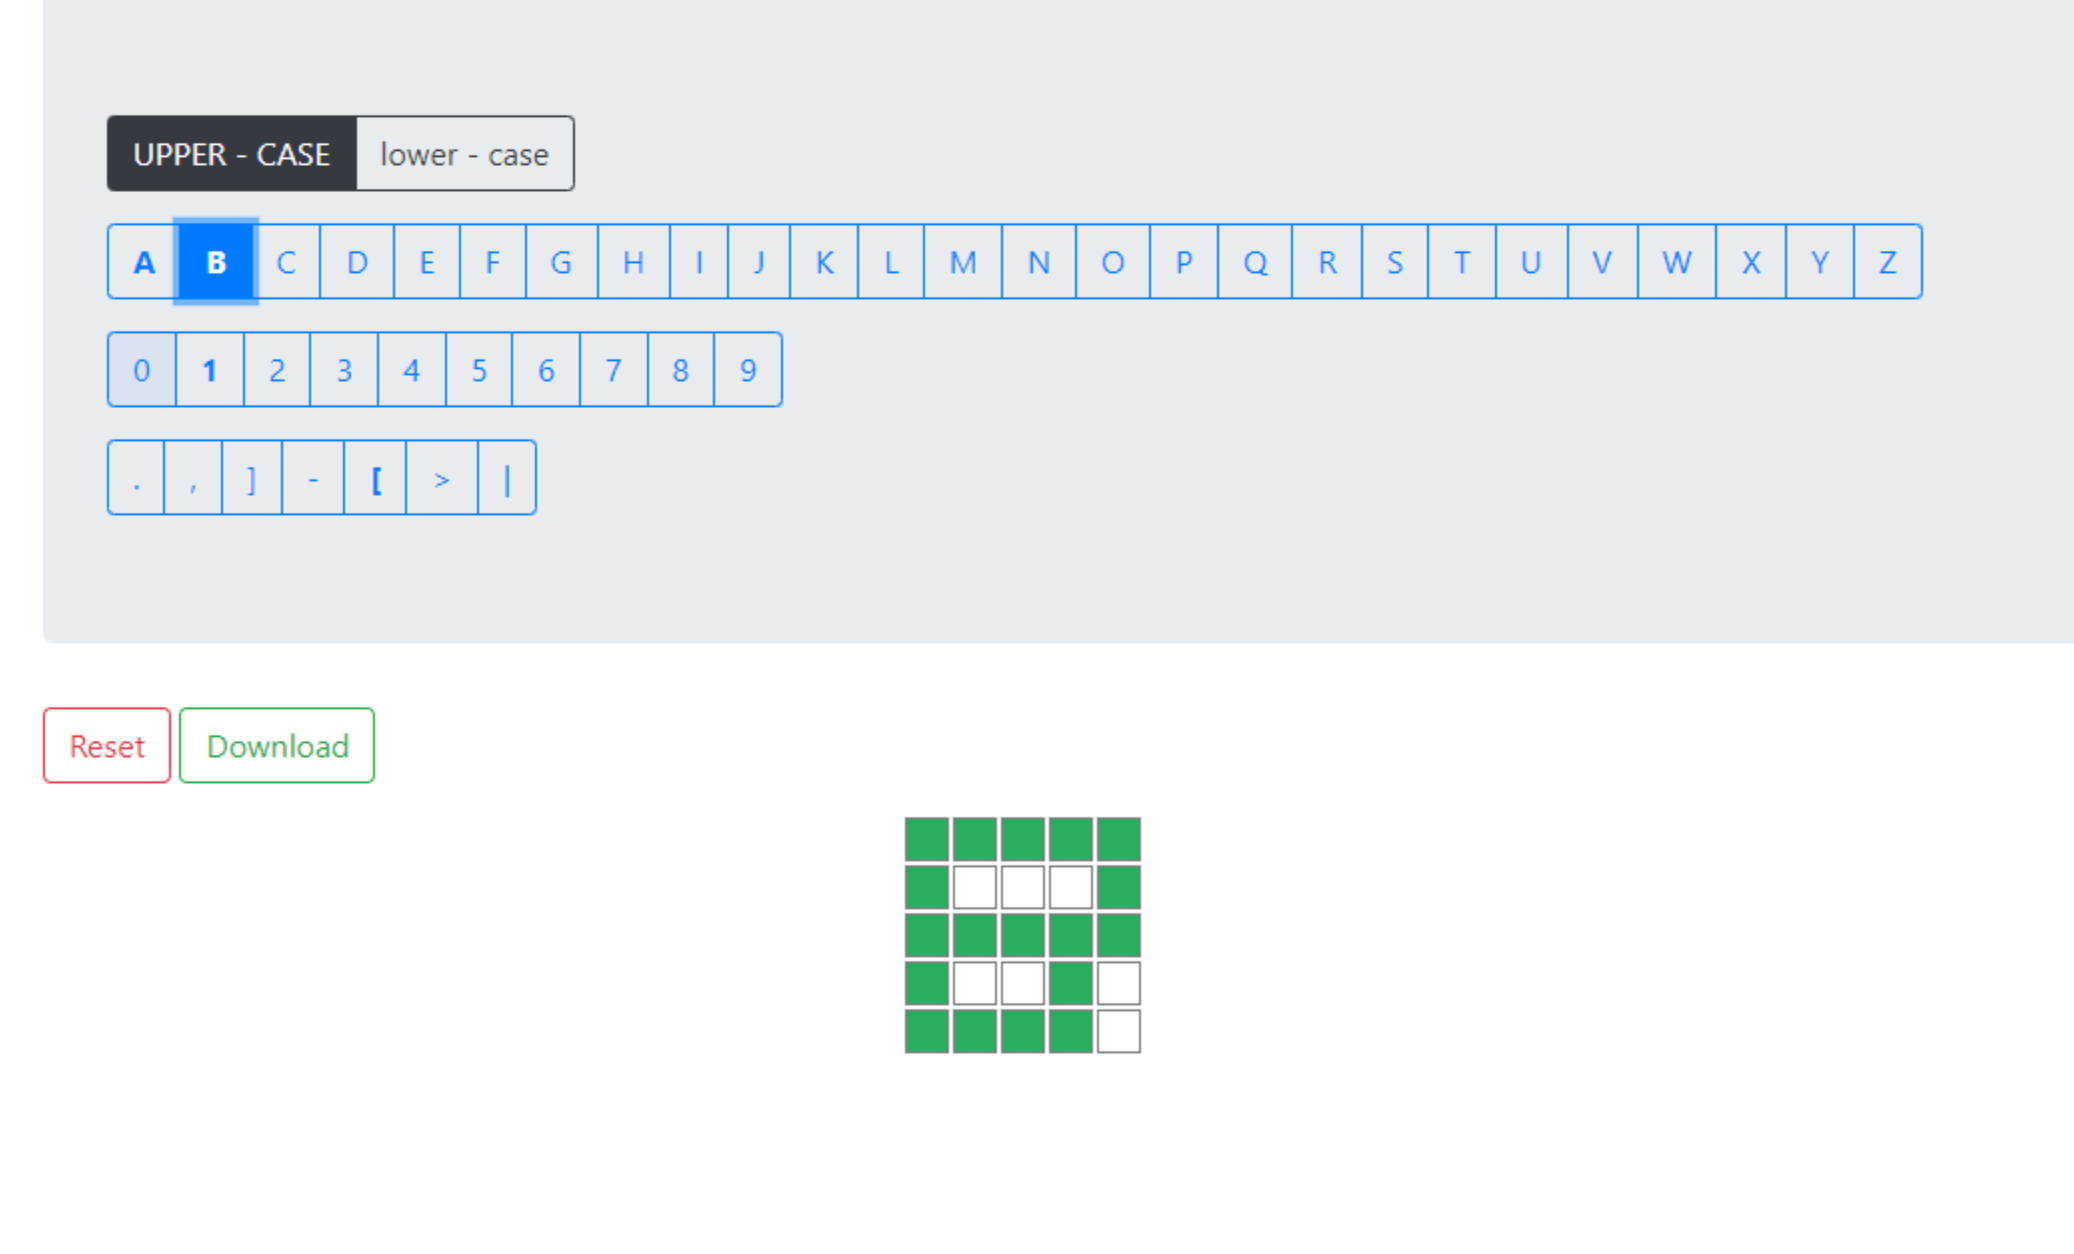 UPPER - CASE lower - case
A B C D E F G H I J K L M N O P Q R S T U V W X Y Z
0 1 2 3 4 5 6 7 8 9
. , ] - [ > |
Reset Download